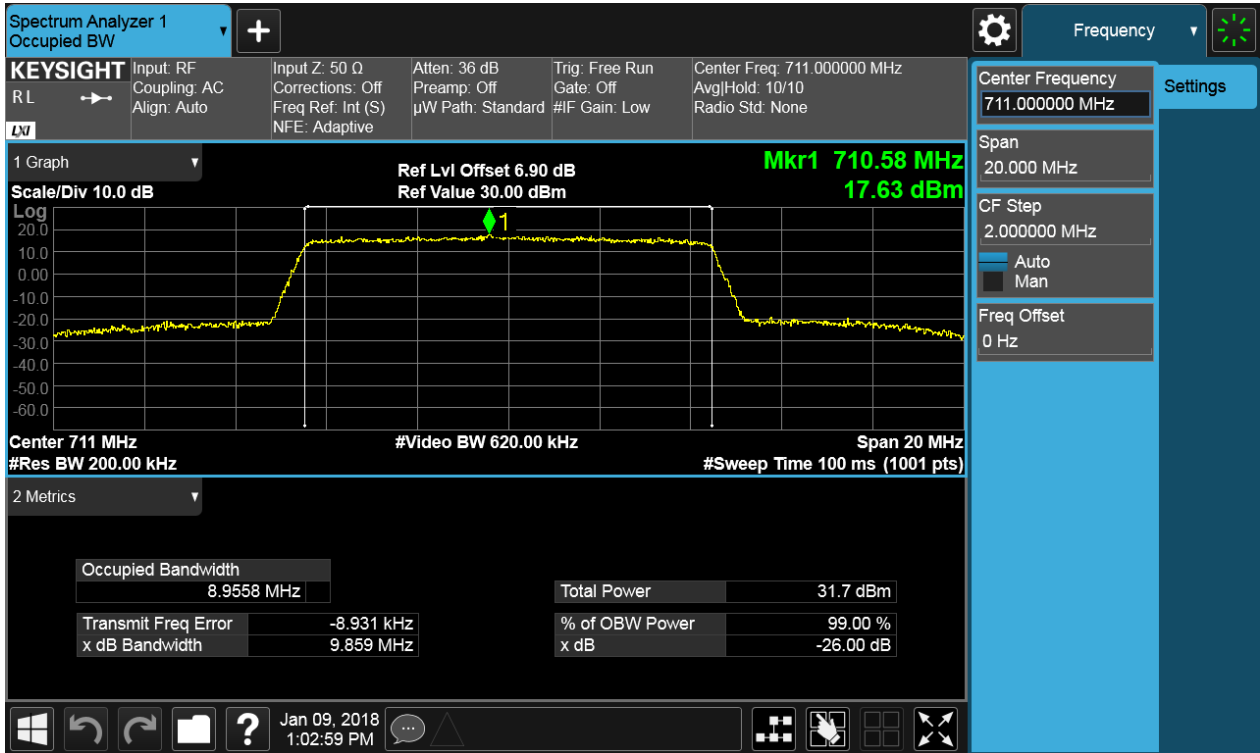 Spectrum Analyzer 1
Occupied BW
+
Frequency
KEYSIGHT
RL
LXI
Input: RF
Coupling: AC
Align: Auto
Input Z: 50 Ω
Corrections: Off
Freq Ref: Int (S)
NFE: Adaptive
Atten: 36 dB
Preamp: Off
µW Path: Standard
Trig: Free Run
Gate: Off
#IF Gain: Low
Center Freq: 711.000000 MHz
Avg|Hold: 10/10
Radio Std: None
Center Frequency
711.000000 MHz
Settings
Span
20.000 MHz
CF Step
2.000000 MHz
Auto
Man
Freq Offset
0 Hz
1 Graph
Scale/Div 10.0 dB
Ref Lvl Offset 6.90 dB
Ref Value 30.00 dBm
Mkr1 710.58 MHz
17.63 dBm
Log
1
20.0
10.0
0.00
-10.0
-20.0
-30.0
-40.0
-50.0
-60.0
Center 711 MHz
#Video BW 620.00 kHz
Span 20 MHz
#Res BW 200.00 kHz
#Sweep Time 100 ms (1001 pts)
2 Metrics
Occupied Bandwidth
8.9558 MHz
Total Power 31.7 dBm
Transmit Freq Error -8.931 kHz
% of OBW Power 99.00 %
x dB Bandwidth 9.859 MHz
x dB -26.00 dB
?
Jan 09, 2018
1:02:59 PM